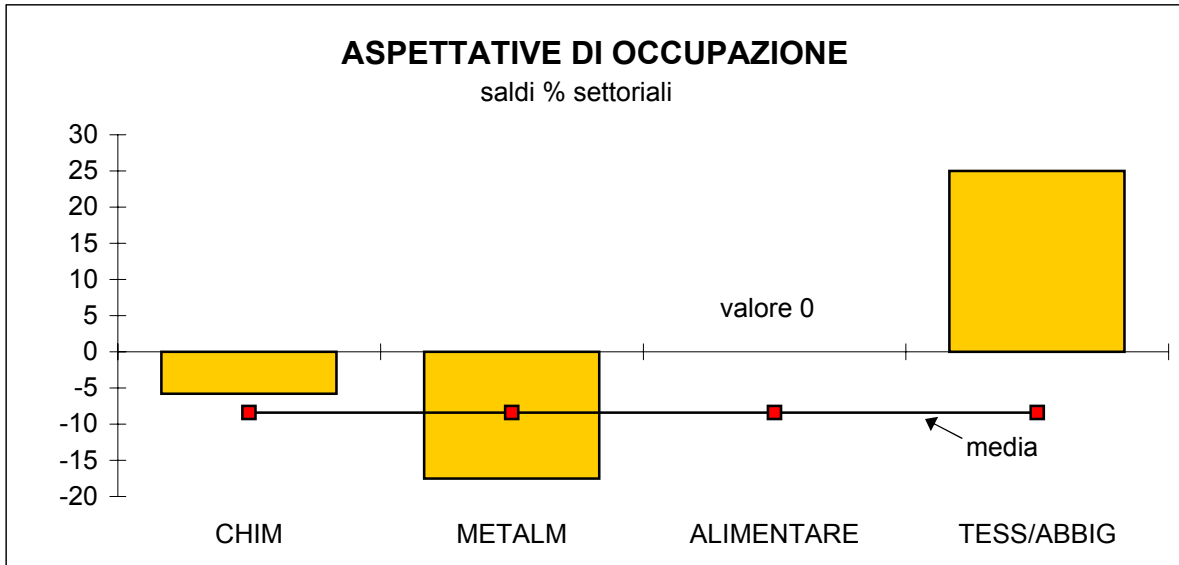 ASPETTATIVE DI OCCUPAZIONE
saldi % settoriali
30
25
20
15
10
5
0
-5
-10
-15
-20
valore 0
media
CHIM METALM ALIMENTARE TESS/ABBIG